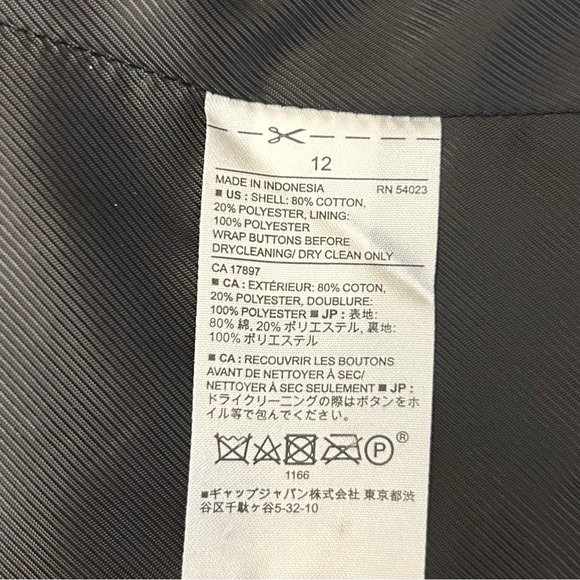 12
MADE IN INDONESIA RN 54023
■ US : SHELL: 80% COTTON,
20% POLYESTER, LINING:
100% POLYESTER
WRAP BUTTONS BEFORE
DRYCLEANING/ DRY CLEAN ONLY
CA 17897
■ CA : EXTÉRIEUR: 80% COTON,
20% POLYESTER, DOUBLURE:
100% POLYESTER ■ JP : 表地:
80% 綿, 20% ポリエステル, 裏地:
100% ポリエステル
■ CA : RECOUVRIR LES BOUTONS
AVANT DE NETTOYER À SEC/
NETTOYER À SEC SEULEMENT ■ JP :
ドライクリーニングの際はボタンをホ
イル等で包んでください。
P ®
1166
■ギャップジャパン株式会社 東京都渋
谷区千駄ヶ谷5-32-10